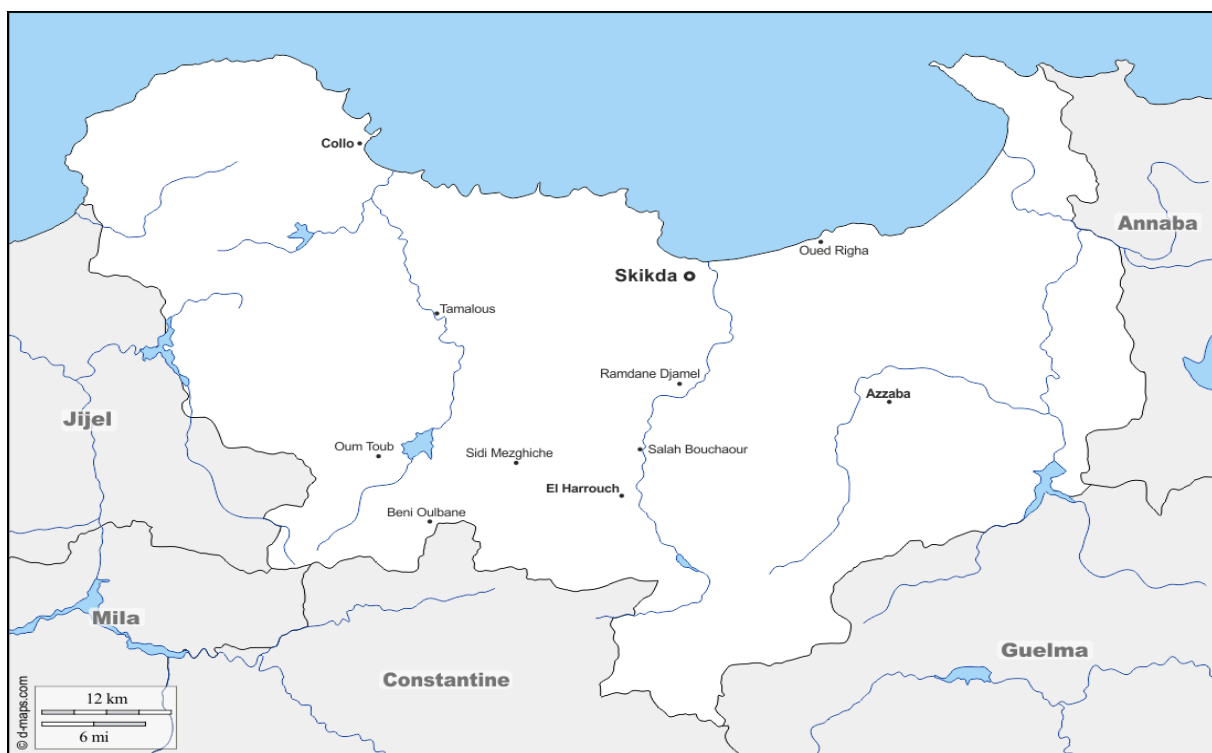 Collo
Annaba
Oued Righa
Skikda
Tamalous
Ramdane Djamel
Azzaba
Jijel
Oum Toub
Sidi Mezghiche
Salah Bouchaour
El Harrouch
Beni Oulbane
Mila
Guelma
Constantine
12 km
6 mi
© d-maps.com